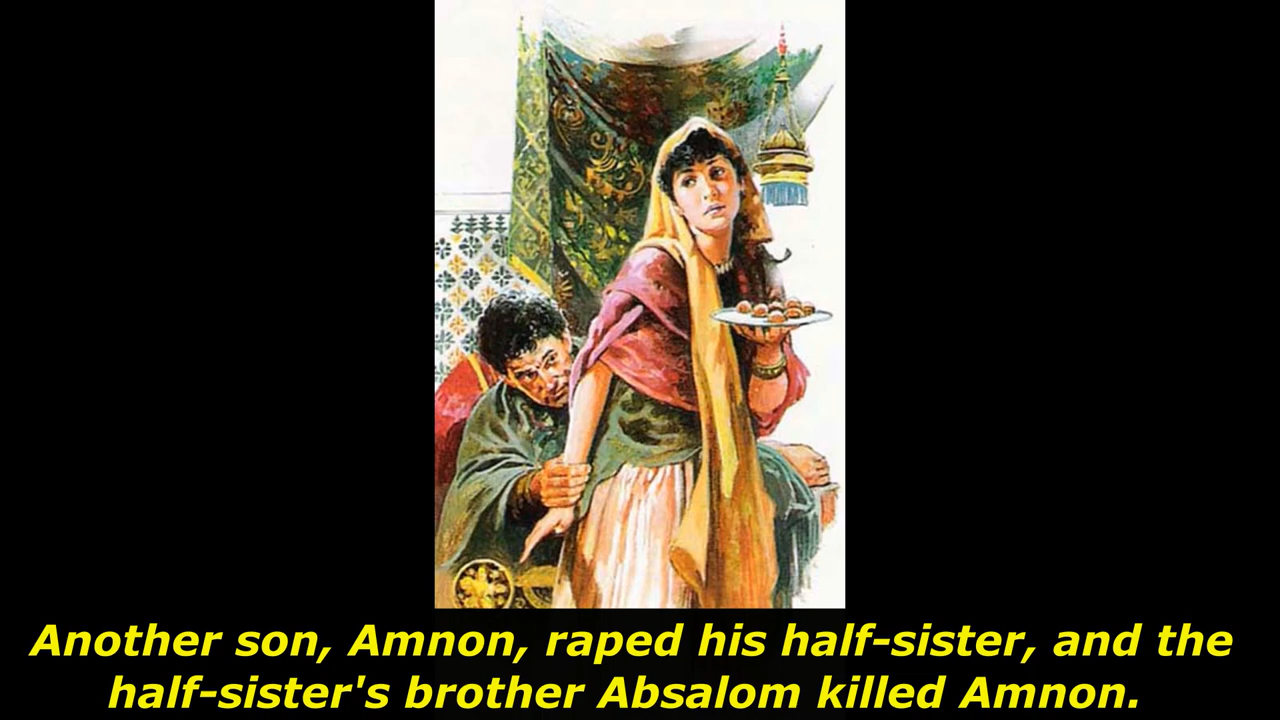 Another son, Amnon, raped his half-sister, and the
half-sister's brother Absalom killed Amnon.